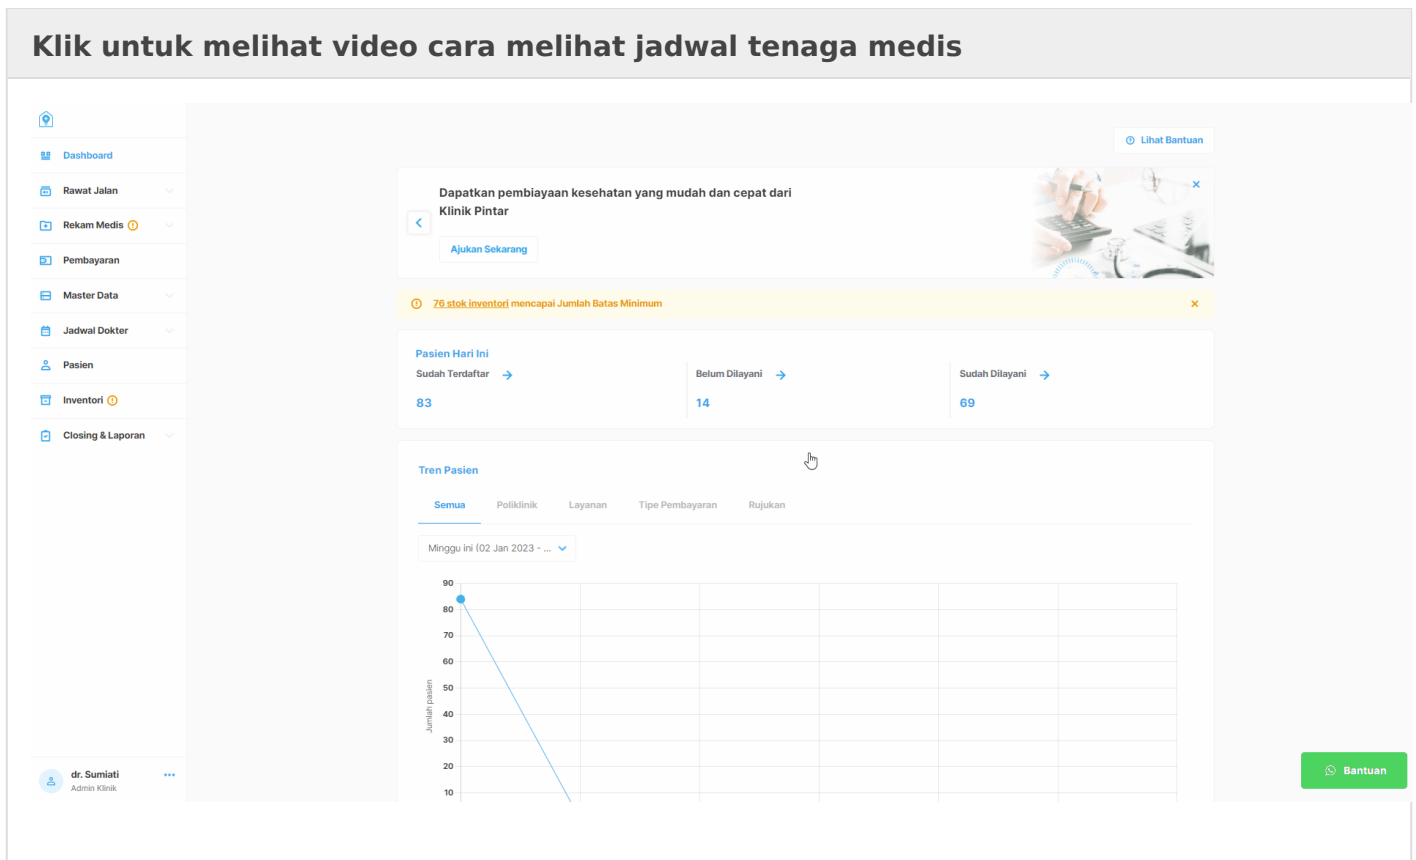 Klik untuk melihat video cara melihat jadwal tenaga medis
Dashboard
Rawat Jalan
Rekam Medis
Pembayaran
Master Data
Jadwal Dokter
Pasien
Inventori
Closing & Laporan
dr. Sumiati
Admin Klinik
Lihat Bantuan
Dapatkan pembiayaan kesehatan yang mudah dan cepat dari
Klinik Pintar
Ajukan Sekarang
76 stok inventori mencapai Jumlah Batas Minimum
Pasien Hari Ini
Sudah Terdaftar
83
Belum Dilayani
14
Sudah Dilayani
69
Tren Pasien
Semua Poliklinik Layanan Tipe Pembayaran Rujukan
Minggu ini (02 Jan 2023 - ...
Jumlah pasien
90
80
70
60
50
40
30
20
10
Bantuan